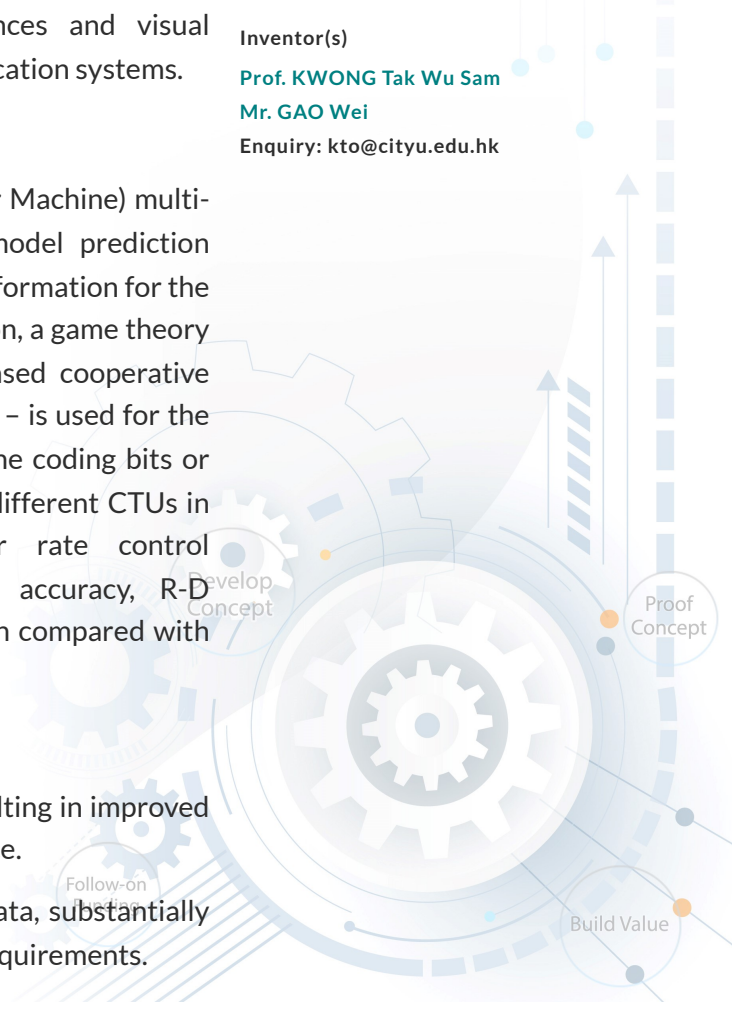 nces and visual
cation systems.
Machine) multi-
model prediction
formation for the
on, a game theory
ased cooperative
– is used for the
he coding bits or
different CTUs in
r rate control
accuracy, R-D
n compared with
lting in improved
e.
ata, substantially
quirements.
Inventor(s)
Prof. KWONG Tak Wu Sam
Mr. GAO Wei
Enquiry: kto@cityu.edu.hk
Develop
Concept
Proof
Concept
Follow-on
Funding
Build Value